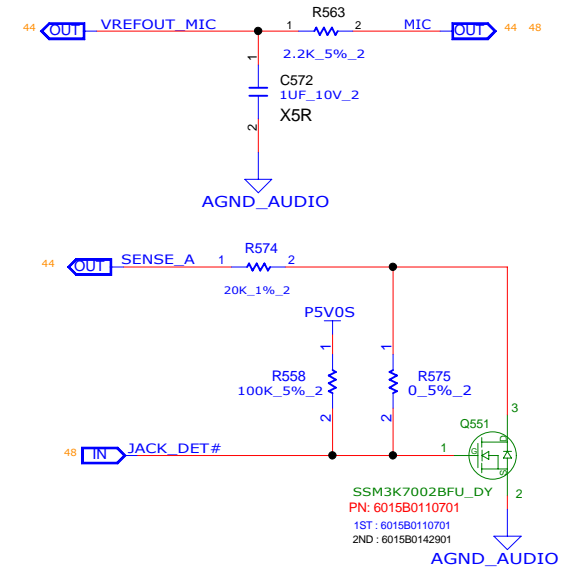 R563
44 OUT VREFOUT_MIC 1 2 MIC OUT 44 48
2.2K_5%_2
1
C572
1UF_10V_2
X5R
2
AGND_AUDIO
R574
44 OUT SENSE_A 1 2
20K_1%_2
P5V0S
1 1
R558 R575
100K_5%_2 0_5%_2
2 2
3
Q551
D
48 IN JACK_DET# 1
G
S
SSM3K7002BFU_DY 2
PN: 6015B0110701
1ST : 6015B0110701
2ND : 6015B0142901
AGND_AUDIO